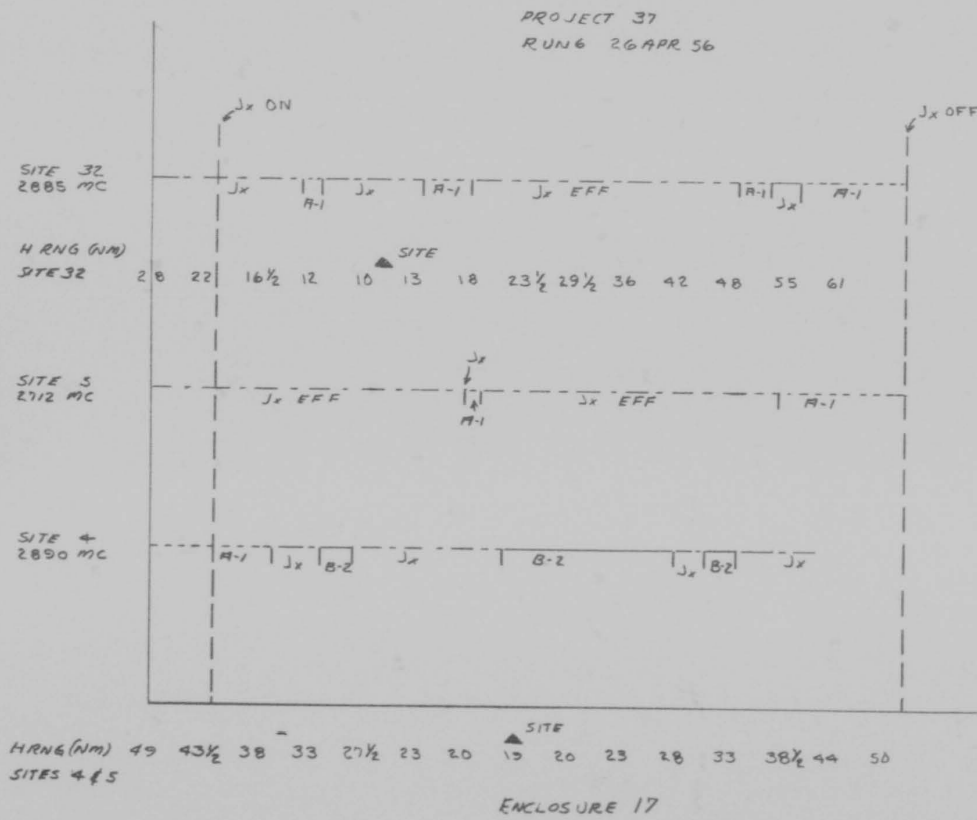 PROJECT 37
RUN 6 26 APR 56
Jx ON
Jx OFF
SITE 32
2885 MC
Jx
A-1
Jx
A-1
Jx EFF
A-1
Jx
A-1
H RNG (NM)
SITE 32
SITE
28 22 16½ 12 10 13 18 23½ 29½ 36 42 48 55 61
SITE 5
2712 MC
Jx EFF
Jx
A-1
Jx EFF
A-1
SITE 4
2890 MC
A-1
Jx
B-2
Jx
B-2
Jx
B-2
Jx
SITE
H RNG (NM) 49 43½ 38 33 27½ 23 20 19 20 23 28 33 38½ 44 50
SITES 4 & 5
ENCLOSURE 17